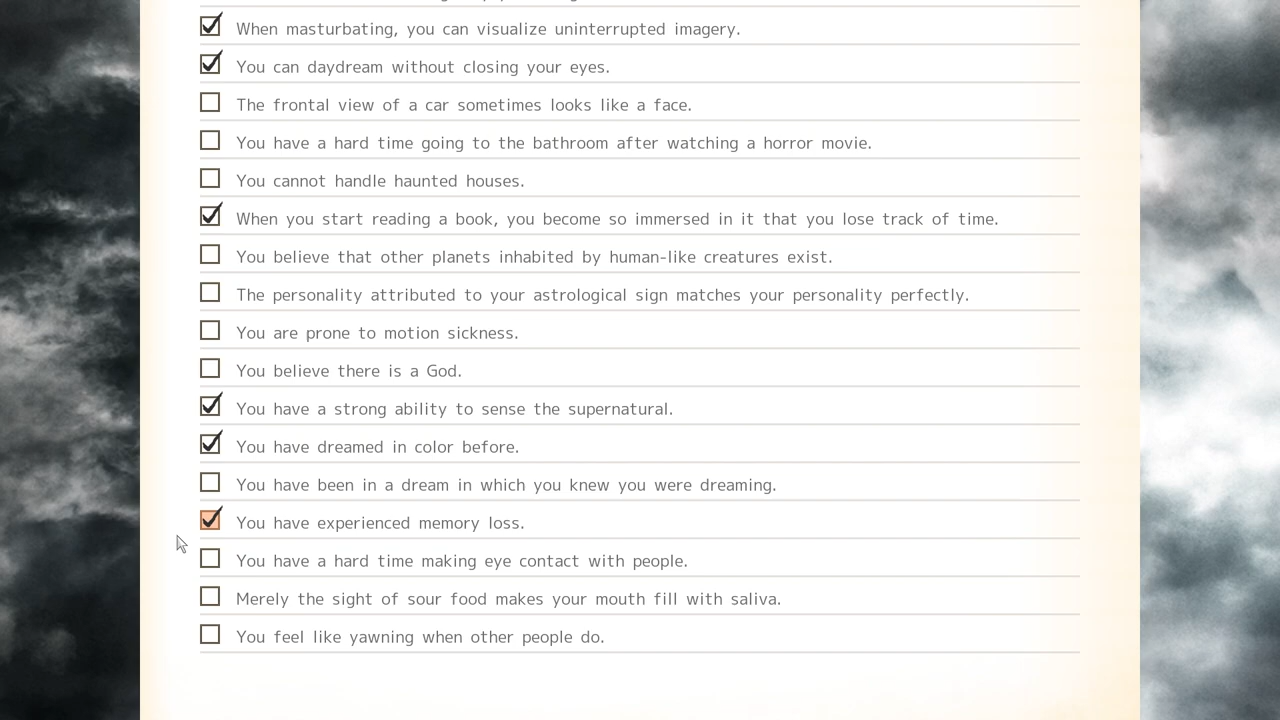 When masturbating, you can visualize uninterrupted imagery.
You can daydream without closing your eyes.
The frontal view of a car sometimes looks like a face.
You have a hard time going to the bathroom after watching a horror movie.
You cannot handle haunted houses.
When you start reading a book, you become so immersed in it that you lose track of time.
You believe that other planets inhabited by human-like creatures exist.
The personality attributed to your astrological sign matches your personality perfectly.
You are prone to motion sickness.
You believe there is a God.
You have a strong ability to sense the supernatural.
You have dreamed in color before.
You have been in a dream in which you knew you were dreaming.
You have experienced memory loss.
You have a hard time making eye contact with people.
Merely the sight of sour food makes your mouth fill with saliva.
You feel like yawning when other people do.